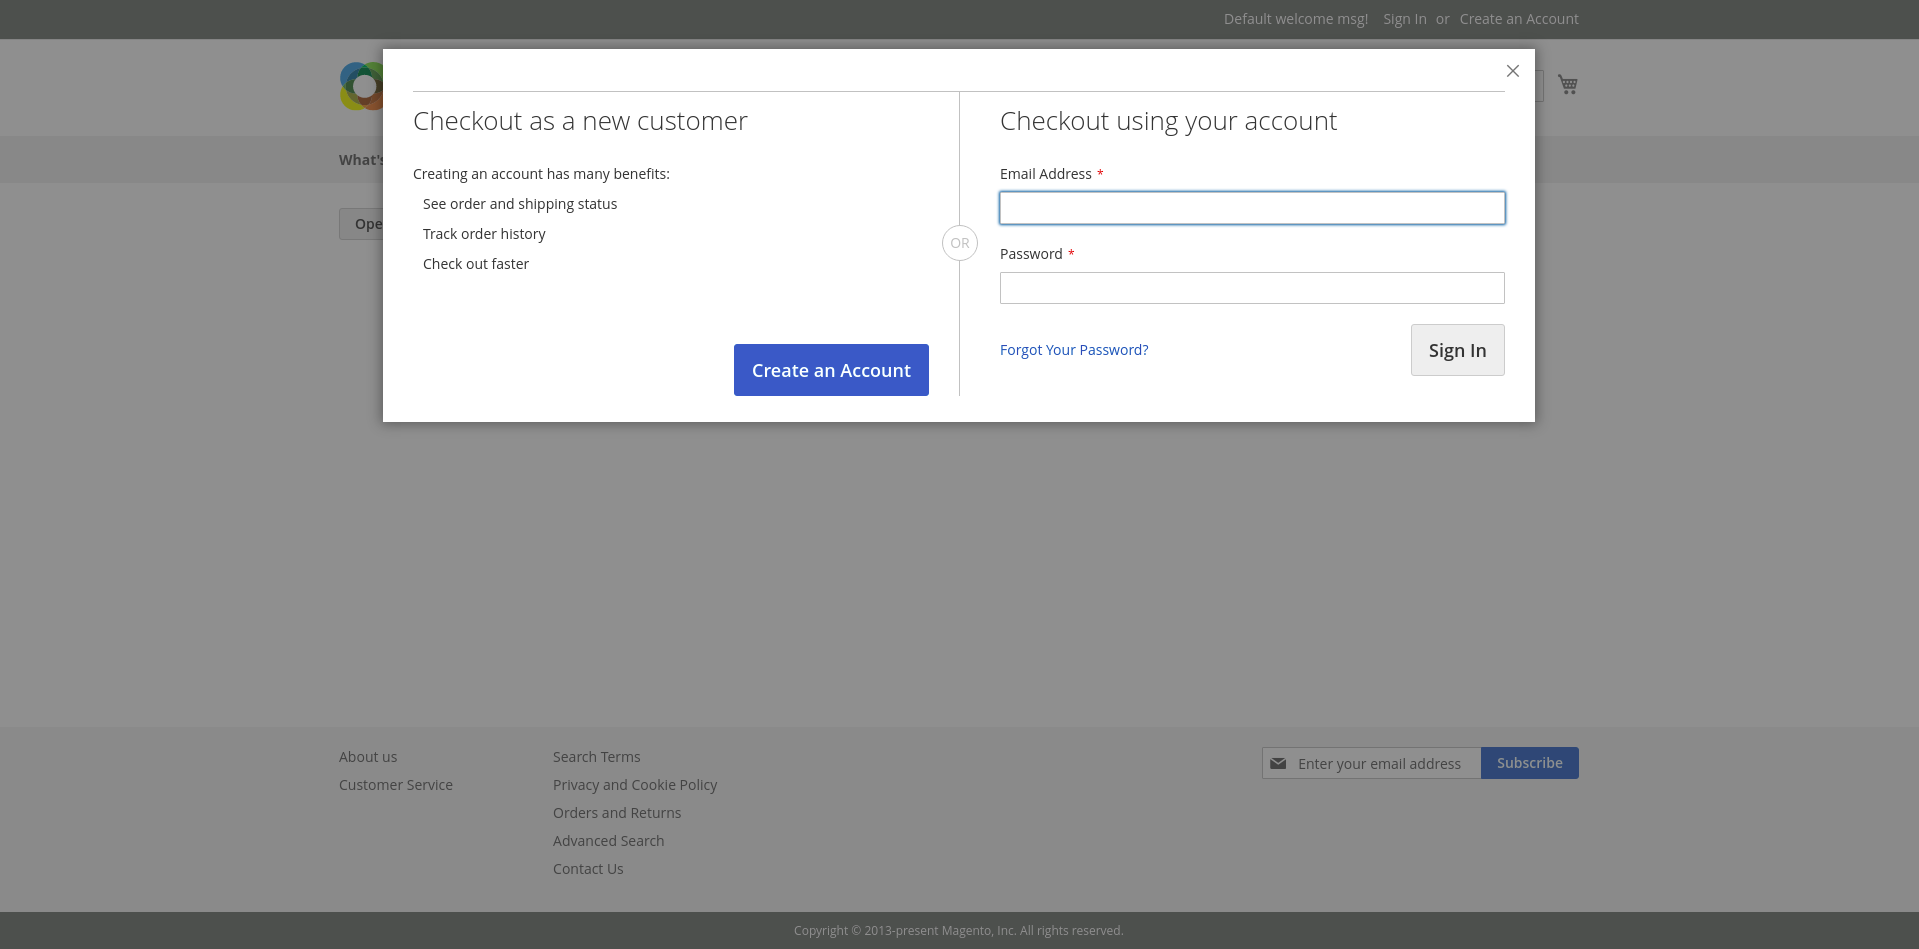 Default welcome msg! Sign In or Create an Account
What's
Ope
Checkout as a new customer
Creating an account has many benefits:
See order and shipping status
Track order history
Check out faster
Create an Account
OR
Checkout using your account
Email Address *
Password *
Forgot Your Password?
Sign In
About us
Customer Service
Search Terms
Privacy and Cookie Policy
Orders and Returns
Advanced Search
Contact Us
Enter your email address
Subscribe
Copyright © 2013-present Magento, Inc. All rights reserved.